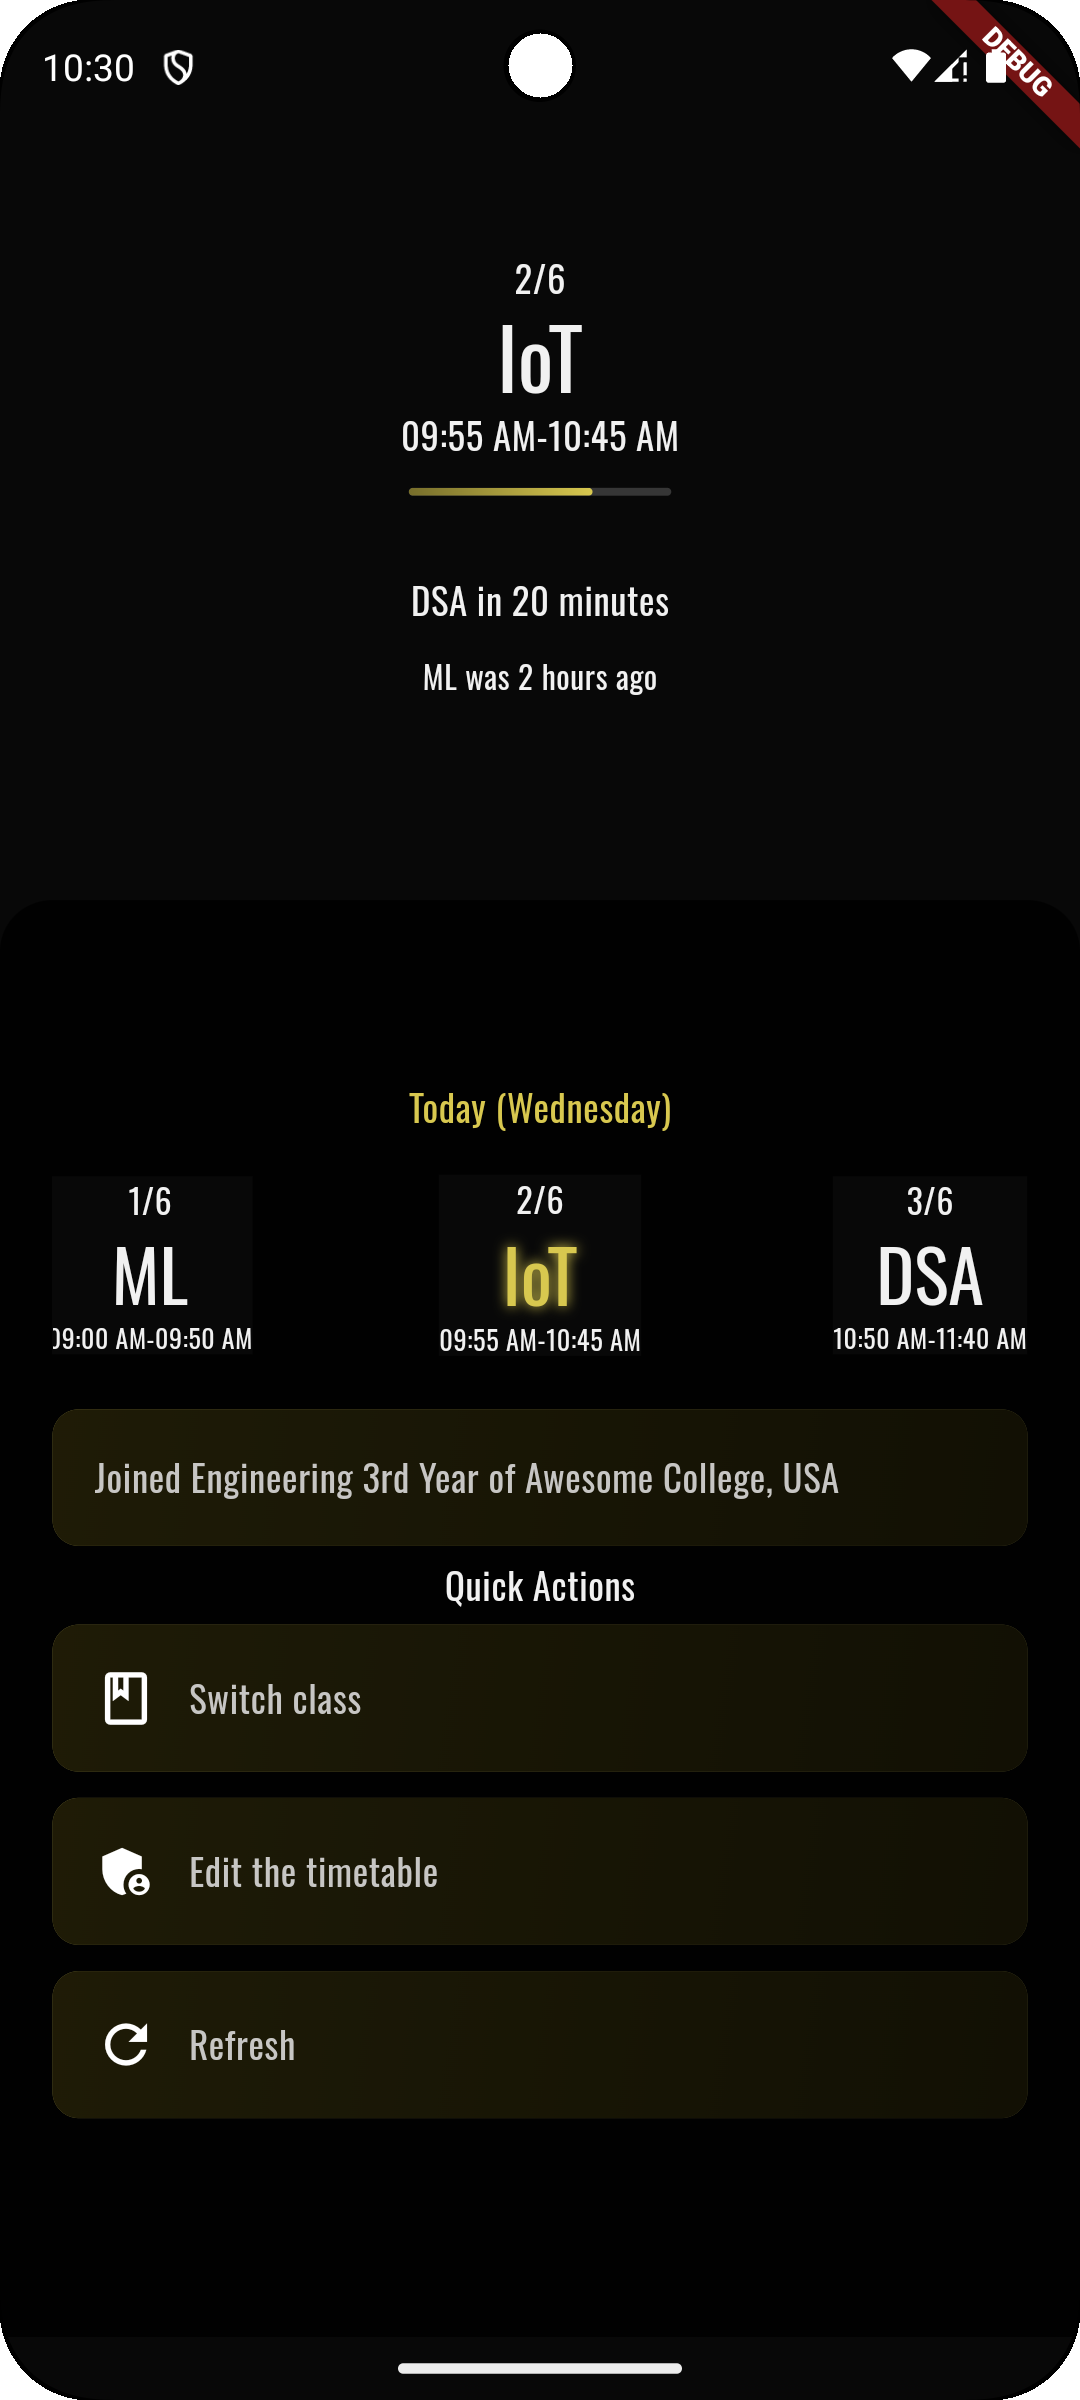 10:30
DEBUG
2/6
IoT
09:55 AM-10:45 AM
DSA in 20 minutes
ML was 2 hours ago
Today (Wednesday)
1/6
ML
09:00 AM-09:50 AM
2/6
IoT
09:55 AM-10:45 AM
3/6
DSA
10:50 AM-11:40 AM
Joined Engineering 3rd Year of Awesome College, USA
Quick Actions
Switch class
Edit the timetable
Refresh